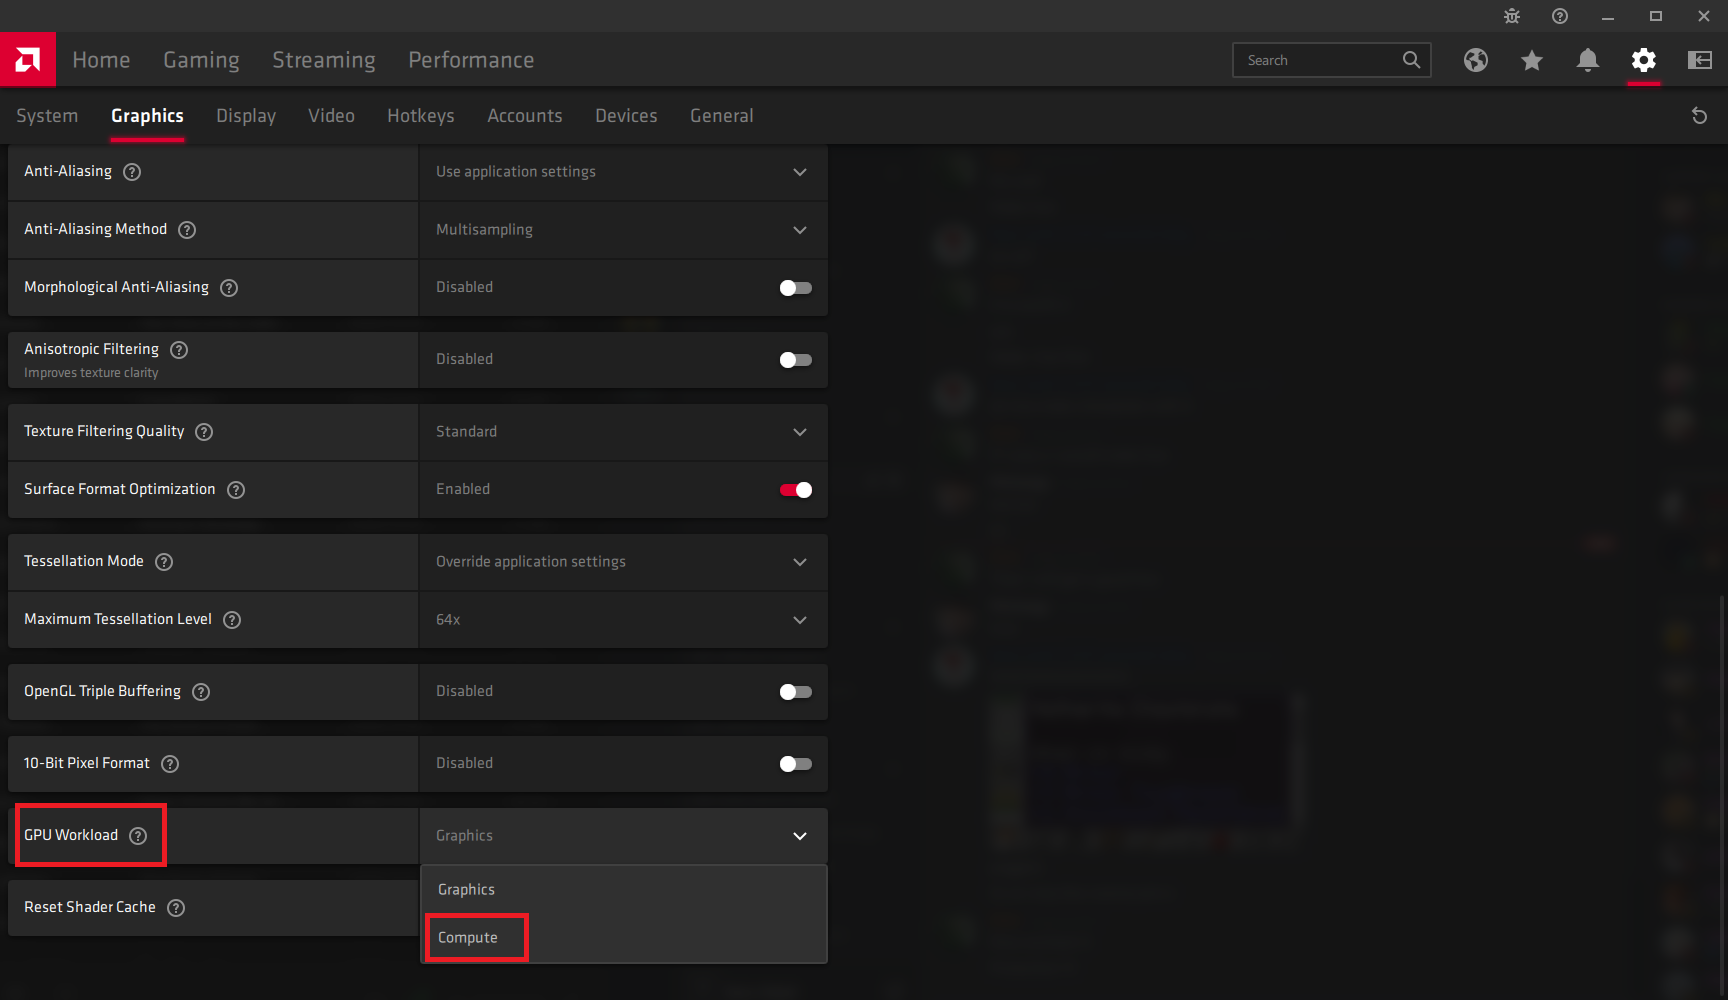 Home Gaming Streaming Performance Search
System Graphics Display Video Hotkeys Accounts Devices General
Anti-Aliasing Use application settings
Anti-Aliasing Method Multisampling
Morphological Anti-Aliasing Disabled
Anisotropic Filtering Disabled
Improves texture clarity
Texture Filtering Quality Standard
Surface Format Optimization Enabled
Tessellation Mode Override application settings
Maximum Tessellation Level 64x
OpenGL Triple Buffering Disabled
10-Bit Pixel Format Disabled
GPU Workload Graphics
Graphics
Reset Shader Cache
Compute